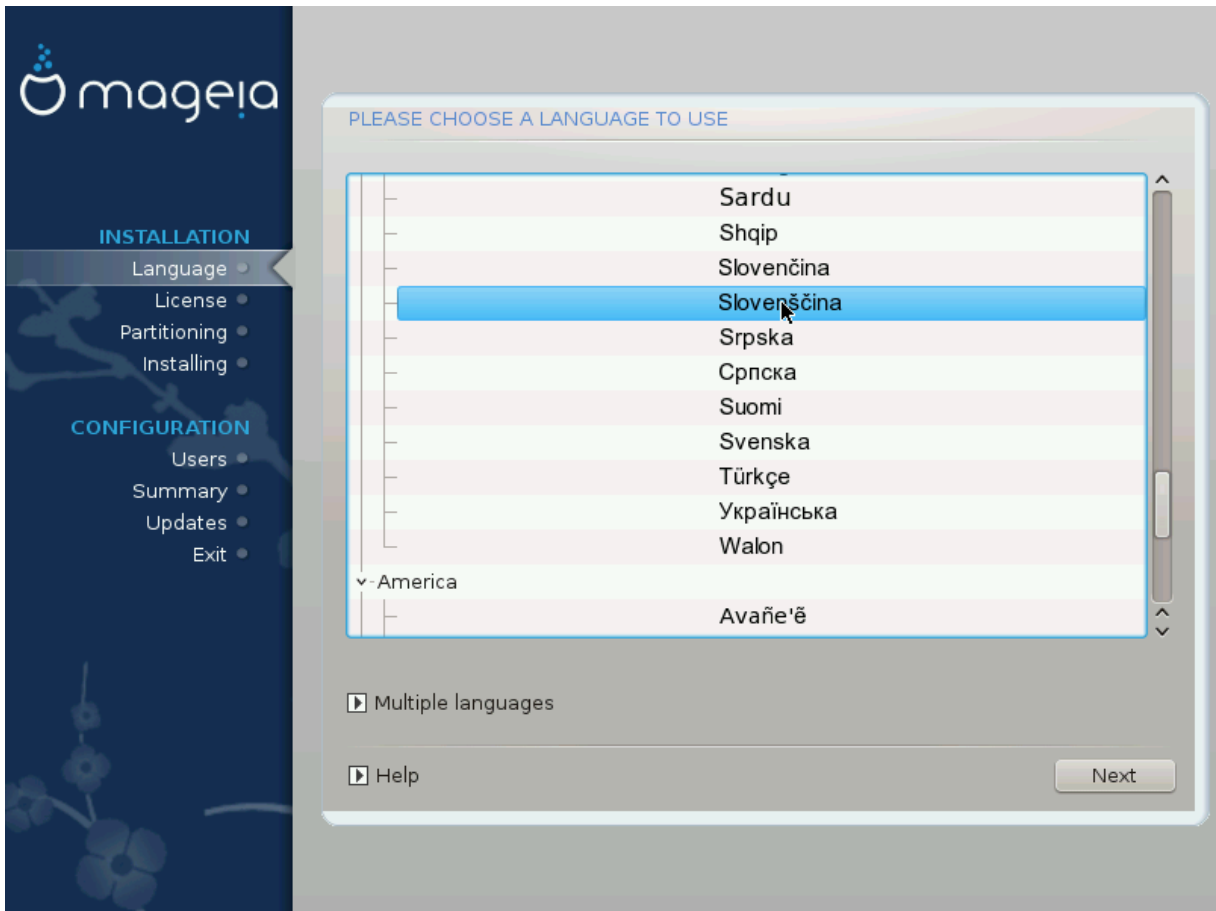 mageia
PLEASE CHOOSE A LANGUAGE TO USE
INSTALLATION
Language
License
Partitioning
Installing
CONFIGURATION
Users
Summary
Updates
Exit
Sardu
Shqip
Slovenčina
Slovenščina
Srpska
Српска
Suomi
Svenska
Türkçe
Українська
Walon
America
Avañe'ẽ
Multiple languages
Help
Next